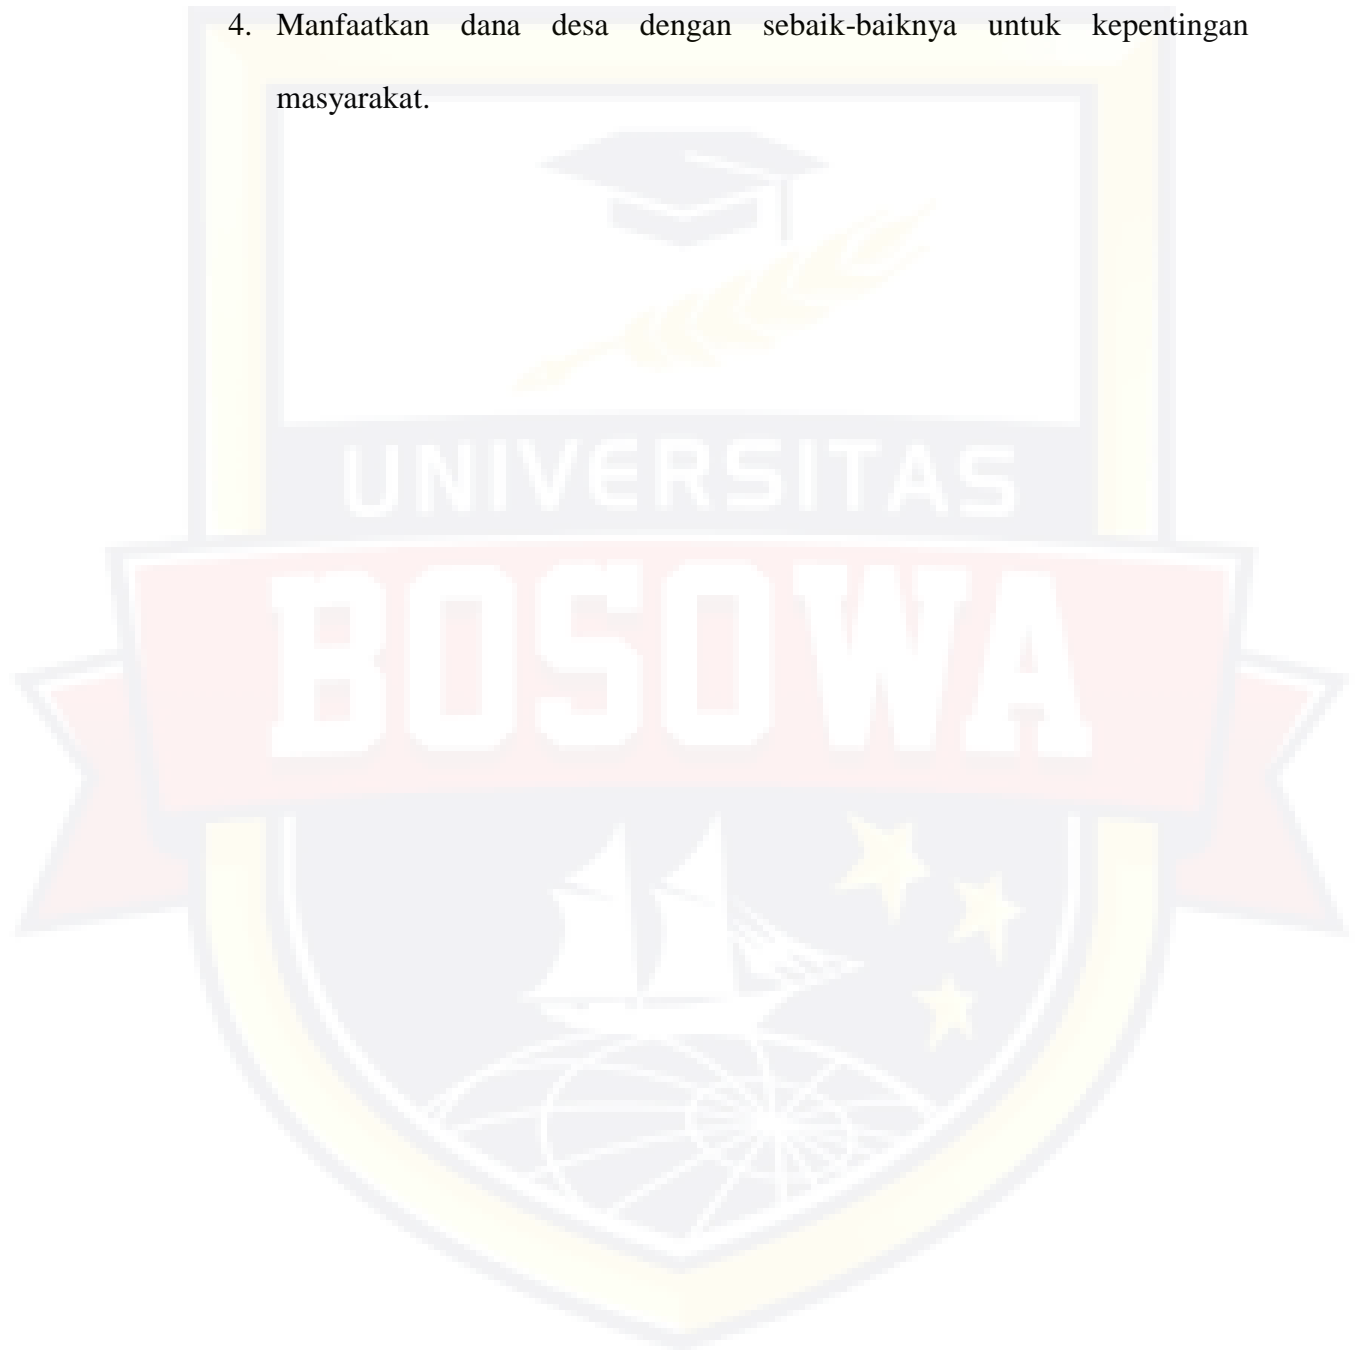 4. Manfaatkan dana desa dengan sebaik-baiknya untuk kepentingan
masyarakat.
UNIVERSITAS
BOSOWA